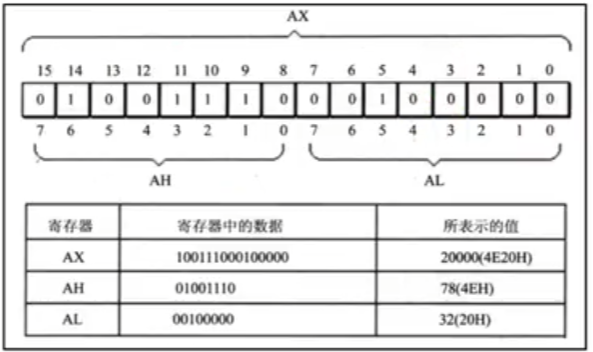 AX
15 14 13 12 11 10 9 8 7 6 5 4 3 2 1 0
0 1 0 0 1 1 1 0 0 0 1 0 0 0 0 0
7 6 5 4 3 2 1 0 7 6 5 4 3 2 1 0
AH AL
寄存器 寄存器中的数据 所表示的值
AX 100111000100000 20000(4E20H)
AH 01001110 78(4EH)
AL 00100000 32(20H)